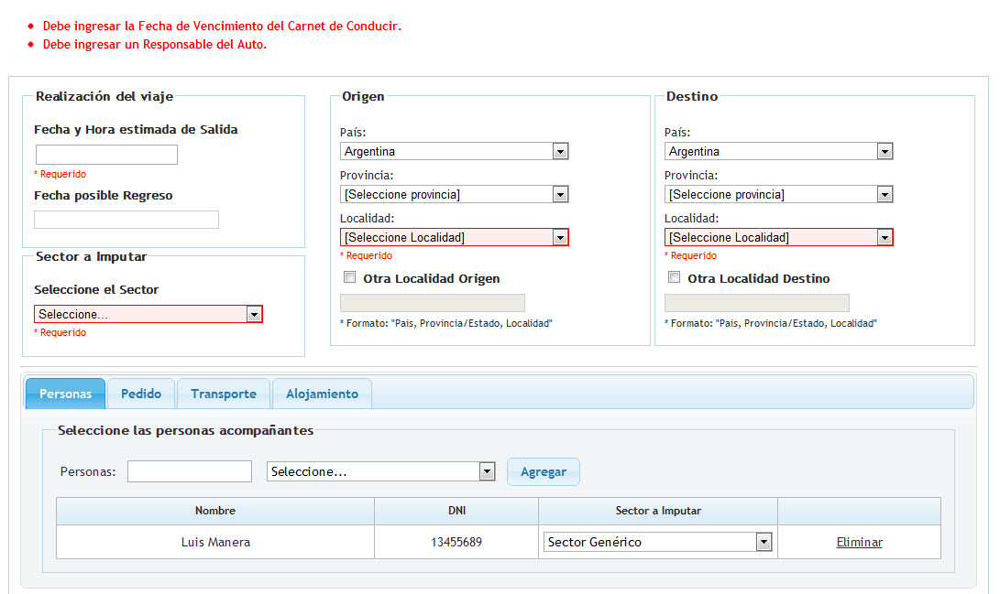 Debe ingresar la Fecha de Vencimiento del Carnet de Conducir.
Debe ingresar un Responsable del Auto.
Realización del viaje
Fecha y Hora estimada de Salida
* Requerido
Fecha posible Regreso
Sector a Imputar
Seleccione el Sector
Seleccione...
* Requerido
Origen
País:
Argentina
Provincia:
[Seleccione provincia]
Localidad:
[Seleccione Localidad]
* Requerido
Otra Localidad Origen
* Formato: "Pais, Provincia/Estado, Localidad"
Destino
País:
Argentina
Provincia:
[Seleccione provincia]
Localidad:
[Seleccione Localidad]
* Requerido
Otra Localidad Destino
* Formato: "Pais, Provincia/Estado, Localidad"
Personas Pedido Transporte Alojamiento
Seleccione las personas acompañantes
Personas: Seleccione... Agregar
Nombre DNI Sector a Imputar
Luis Manera 13455689 Sector Genérico Eliminar